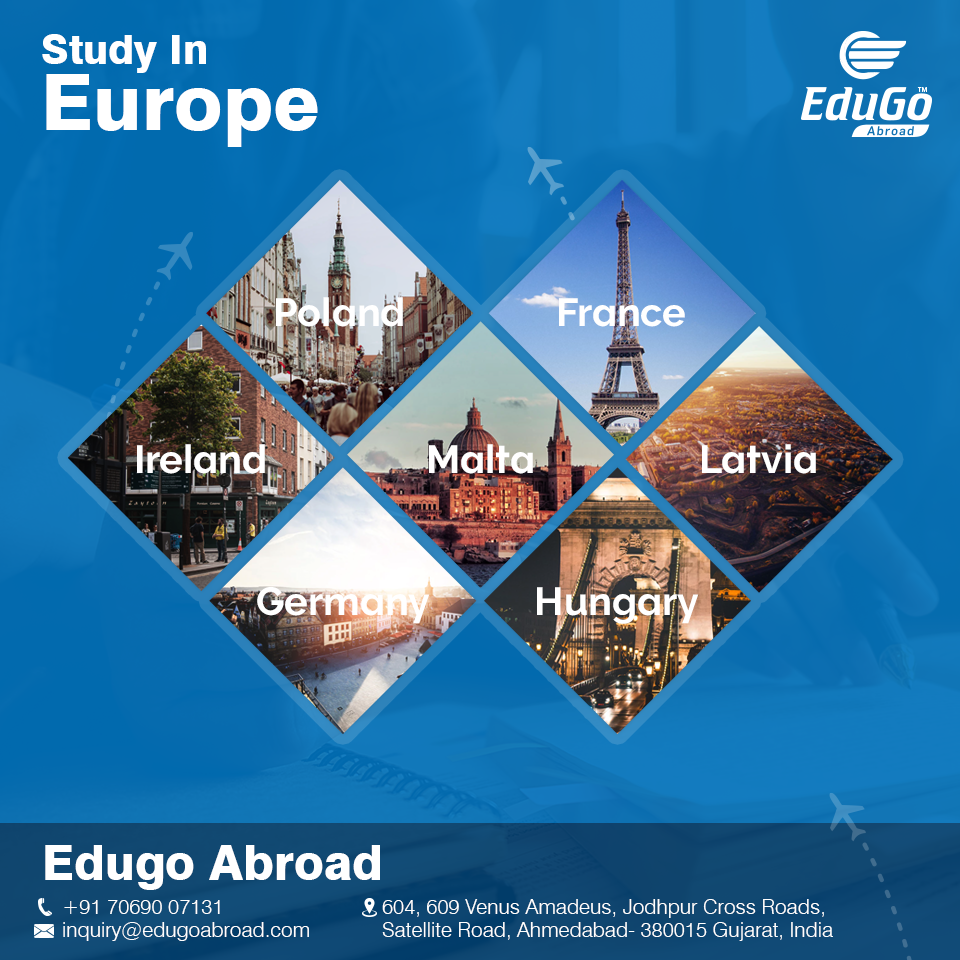 Study In
Europe
EduGo™
Abroad
Poland
France
Ireland
Malta
Latvia
Germany
Hungary
Edugo Abroad
+91 70690 07131
inquiry@edugoabroad.com
604, 609 Venus Amadeus, Jodhpur Cross Roads,
Satellite Road, Ahmedabad- 380015 Gujarat, India